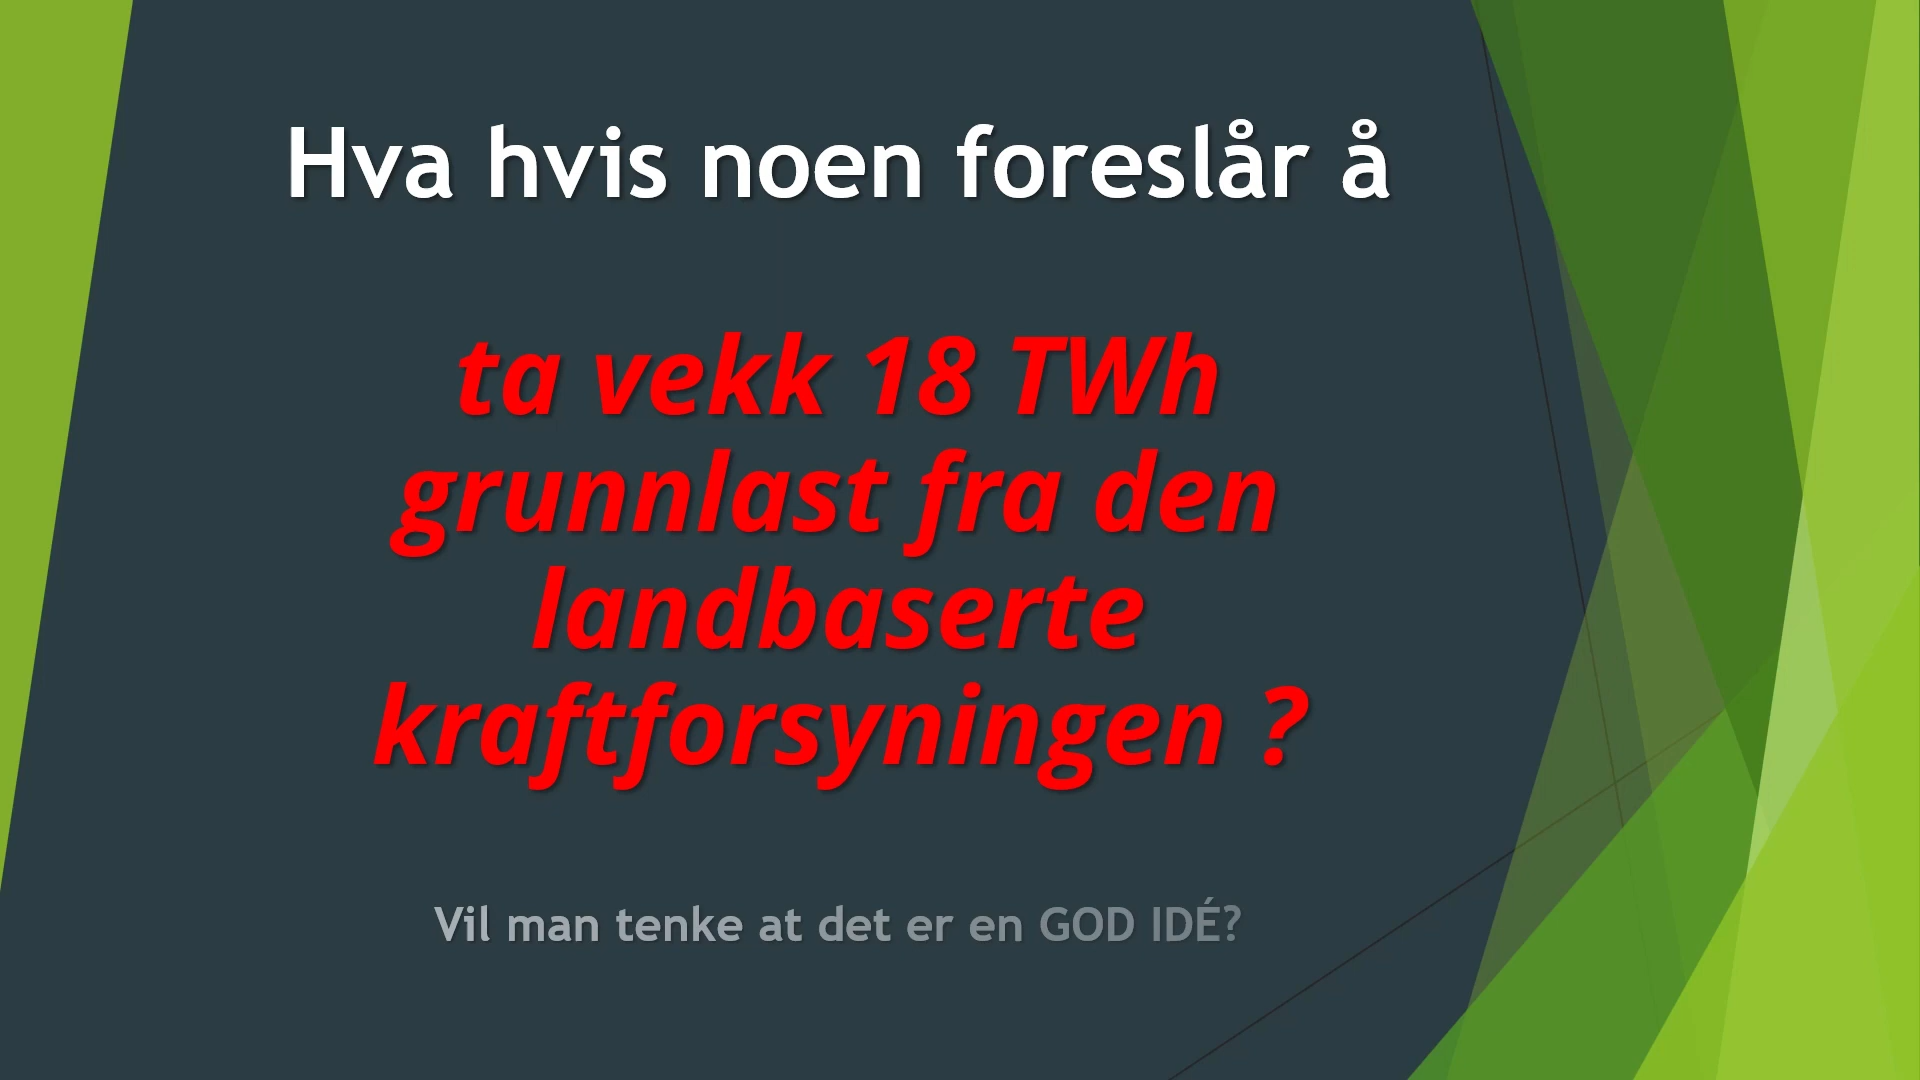 Hva hvis noen foreslår å
ta vekk 18 TWh
grunnlast fra den
landbaserte
kraftforsyningen ?
Vil man tenke at det er en GOD IDÉ?